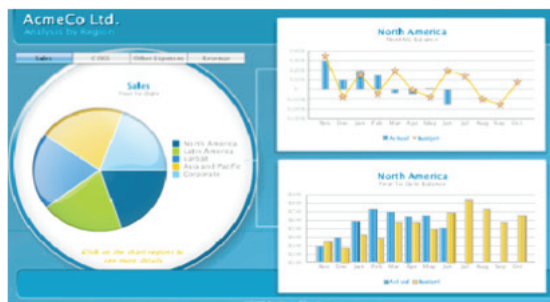 AcmeCo Ltd.
Analysis by Region
Sales
COGS
Other Expenses
Revenue
Sales
Year To Date
North America
Latin America
Europe
Asia and Pacific
Corporate
Click on the chart regions to
see more details
North America
Monthly Balance
Nov Dec Jan Feb Mar Apr May Jun Jul Aug Sep Oct
Actual Budget
North America
Year To Date Balance
Nov Dec Jan Feb Mar Apr May Jun Jul Aug Sep Oct
Actual Budget